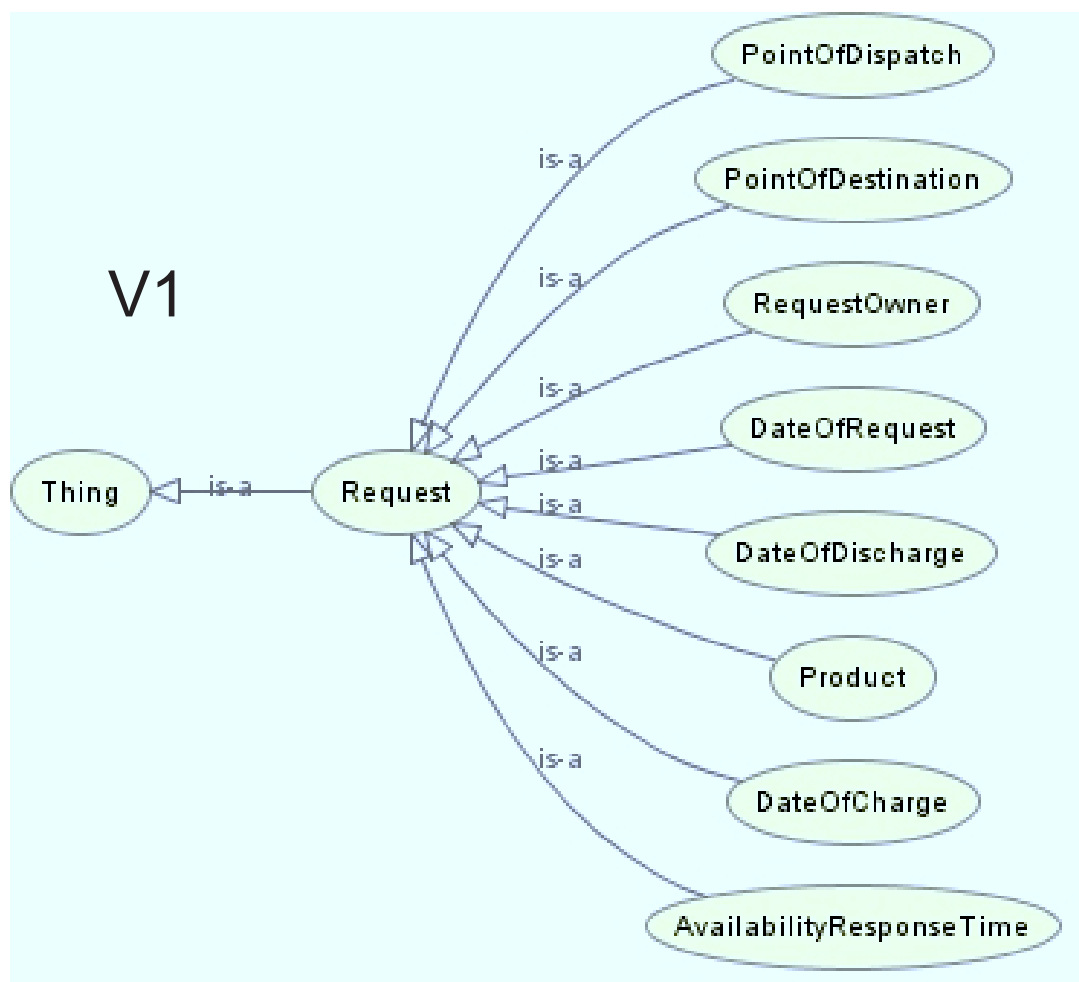 PointOfDispatch
is-a
PointOfDestination
is-a
V1
RequestOwner
is-a
DateOfRequest
is-a
Thing
is-a
Request
is-a
DateOfDischarge
is-a
Product
is-a
DateOfCharge
is-a
AvailabilityResponseTime